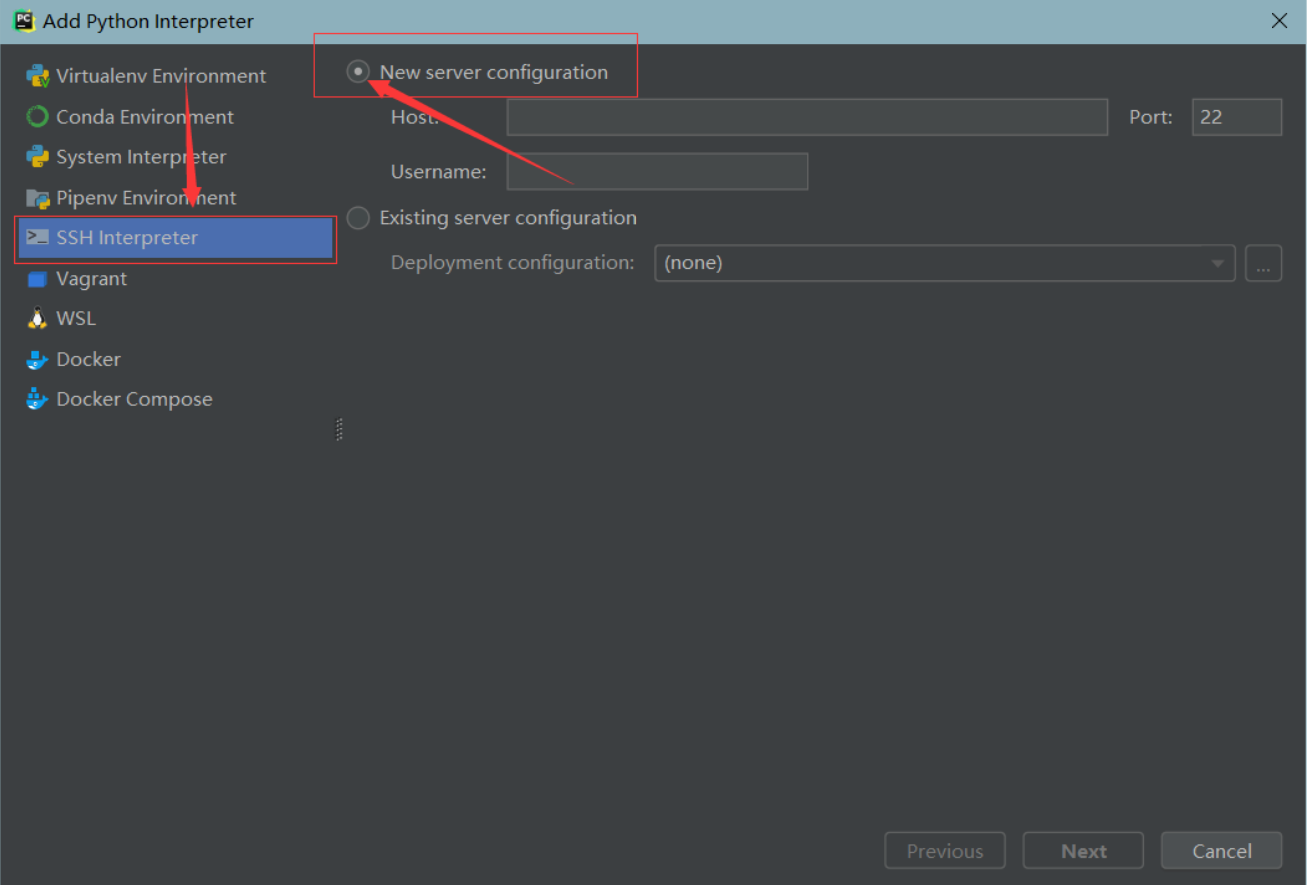 Add Python Interpreter
Virtualenv Environment
Conda Environment
System Interpreter
Pipenv Environment
SSH Interpreter
Vagrant
WSL
Docker
Docker Compose
New server configuration
Host:
Port: 22
Username:
Existing server configuration
Deployment configuration: (none) ...
Previous Next Cancel